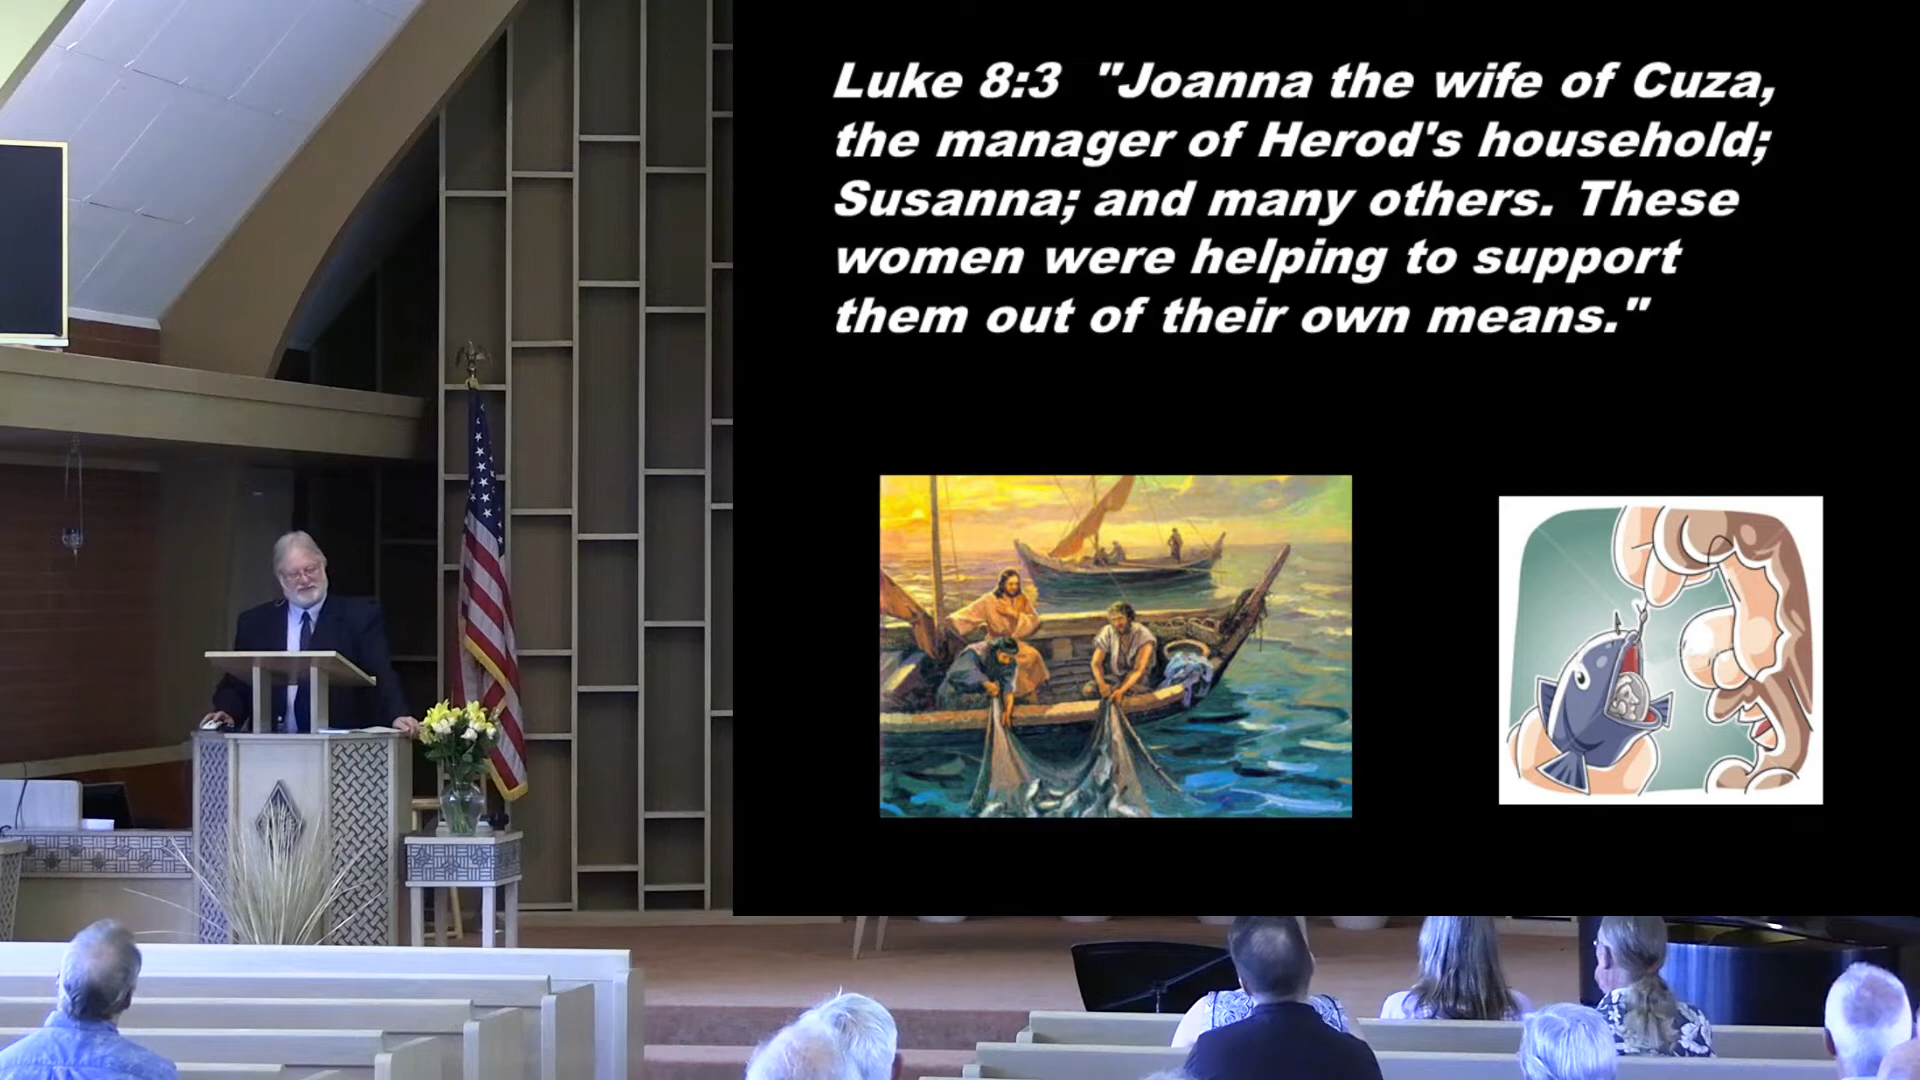 Luke 8:3  "Joanna the wife of Cuza,
the manager of Herod's household;
Susanna; and many others. These
women were helping to support
them out of their own means."